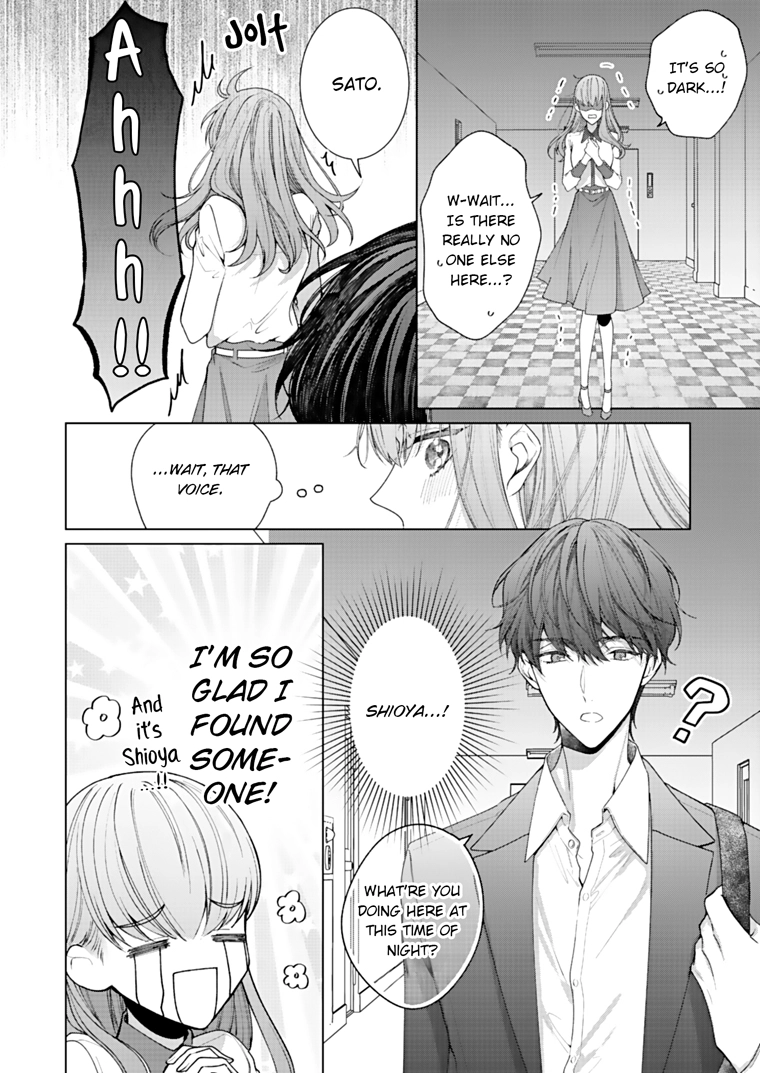 IT'S SO
DARK...!
W-WAIT...
IS THERE
REALLY NO
ONE ELSE
HERE...?
SATO.
Jolt
Ahhh!!
...WAIT, THAT
VOICE.
SHIOYA...!
?
WHAT'RE YOU
DOING HERE AT
THIS TIME OF
NIGHT?
I'M SO
GLAD I
FOUND
SOME-
ONE!
And
it's
Shioya
...!!